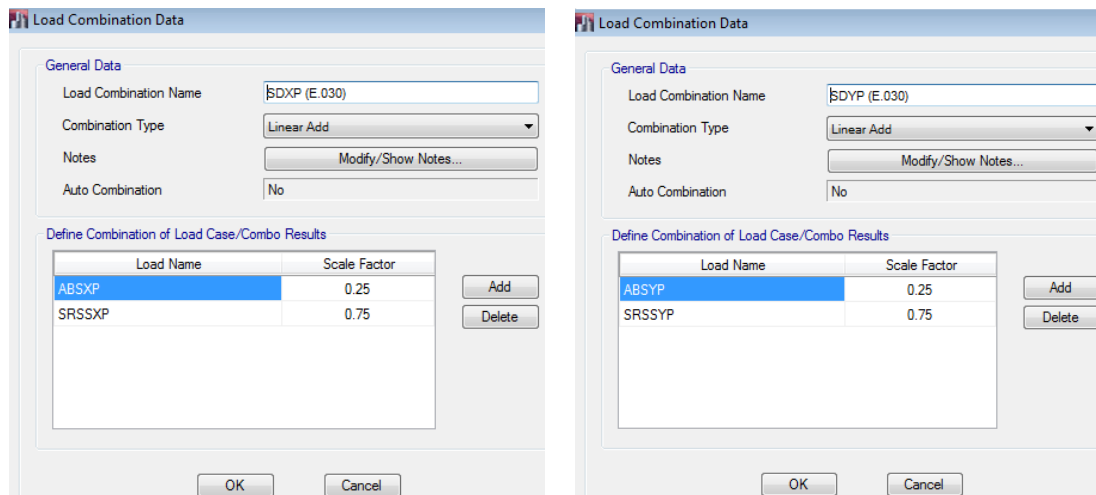 Load Combination Data
General Data
Load Combination Name SDXP (E.030)
Combination Type Linear Add
Notes Modify/Show Notes...
Auto Combination No
Define Combination of Load Case/Combo Results
Load Name Scale Factor
ABSXP 0.25 Add
SRSSXP 0.75 Delete
OK Cancel
Load Combination Data
General Data
Load Combination Name SDYP (E.030)
Combination Type Linear Add
Notes Modify/Show Notes...
Auto Combination No
Define Combination of Load Case/Combo Results
Load Name Scale Factor
ABSYP 0.25 Add
SRSSYP 0.75 Delete
OK Cancel